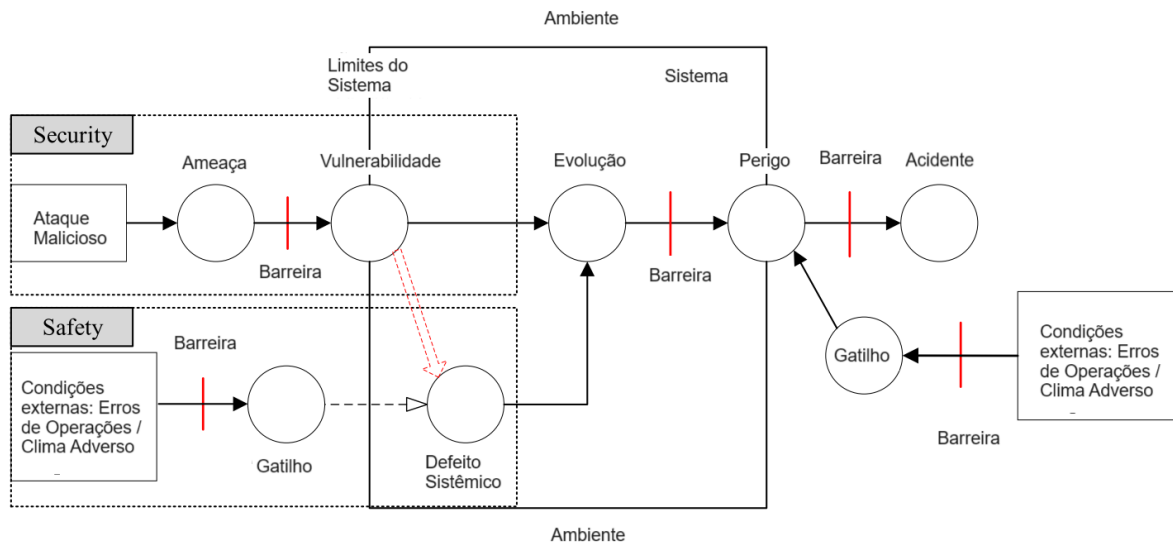 Ambiente
Limites do
Sistema
Sistema
Security
Ameaça
Vulnerabilidade
Evolução
Perigo
Barreira
Acidente
Ataque
Malicioso
Barreira
Barreira
Safety
Barreira
Condições
externas: Erros
de Operações /
Clima Adverso
Gatilho
Defeito
Sistêmico
Gatilho
Condições
externas: Erros
de Operações /
Clima Adverso
Barreira
Ambiente